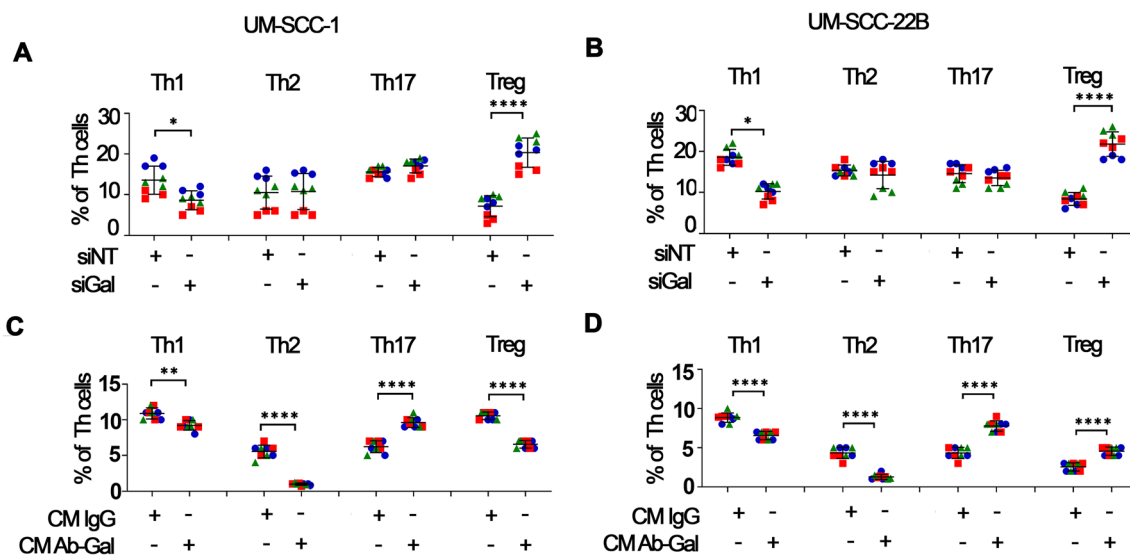 UM-SCC-1
UM-SCC-22B
A
Th1 Th2 Th17 Treg
* ****
% of Th cells
30
20
10
0
siNT + - + - + - + -
siGal - + - + - + - +
B
Th1 Th2 Th17 Treg
* ****
% of Th cells
30
20
10
0
siNT + - + - + - + -
siGal - + - + - + - +
C
Th1 Th2 Th17 Treg
** **** **** ****
% of Th cells
15
10
5
0
CM IgG + - + - + - + -
CM Ab-Gal - + - + - + - +
D
Th1 Th2 Th17 Treg
**** **** **** ****
% of Th cells
15
10
5
0
CM IgG + - + - + - + -
CM Ab-Gal - + - + - + - +